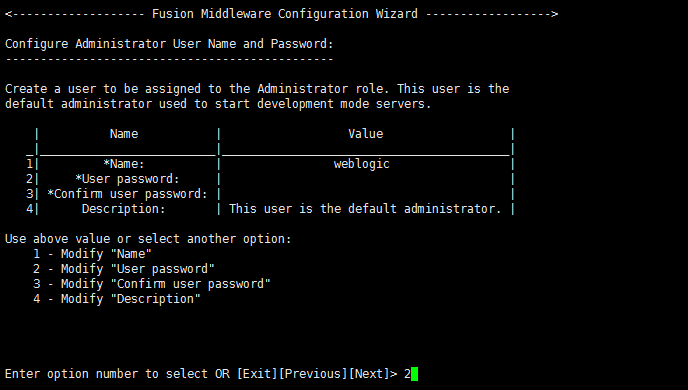 <------------------- Fusion Middleware Configuration Wizard ------------------>
Configure Administrator User Name and Password:
-----------------------------------------------
Create a user to be assigned to the Administrator role. This user is the
default administrator used to start development mode servers.
| Name | Value |
_|_________________________|_________________________________________|
1| *Name: | weblogic |
2| *User password: | |
3| *Confirm user password: | |
4| Description: | This user is the default administrator. |
Use above value or select another option:
1 - Modify "Name"
2 - Modify "User password"
3 - Modify "Confirm user password"
4 - Modify "Description"
Enter option number to select OR [Exit][Previous][Next]> 2